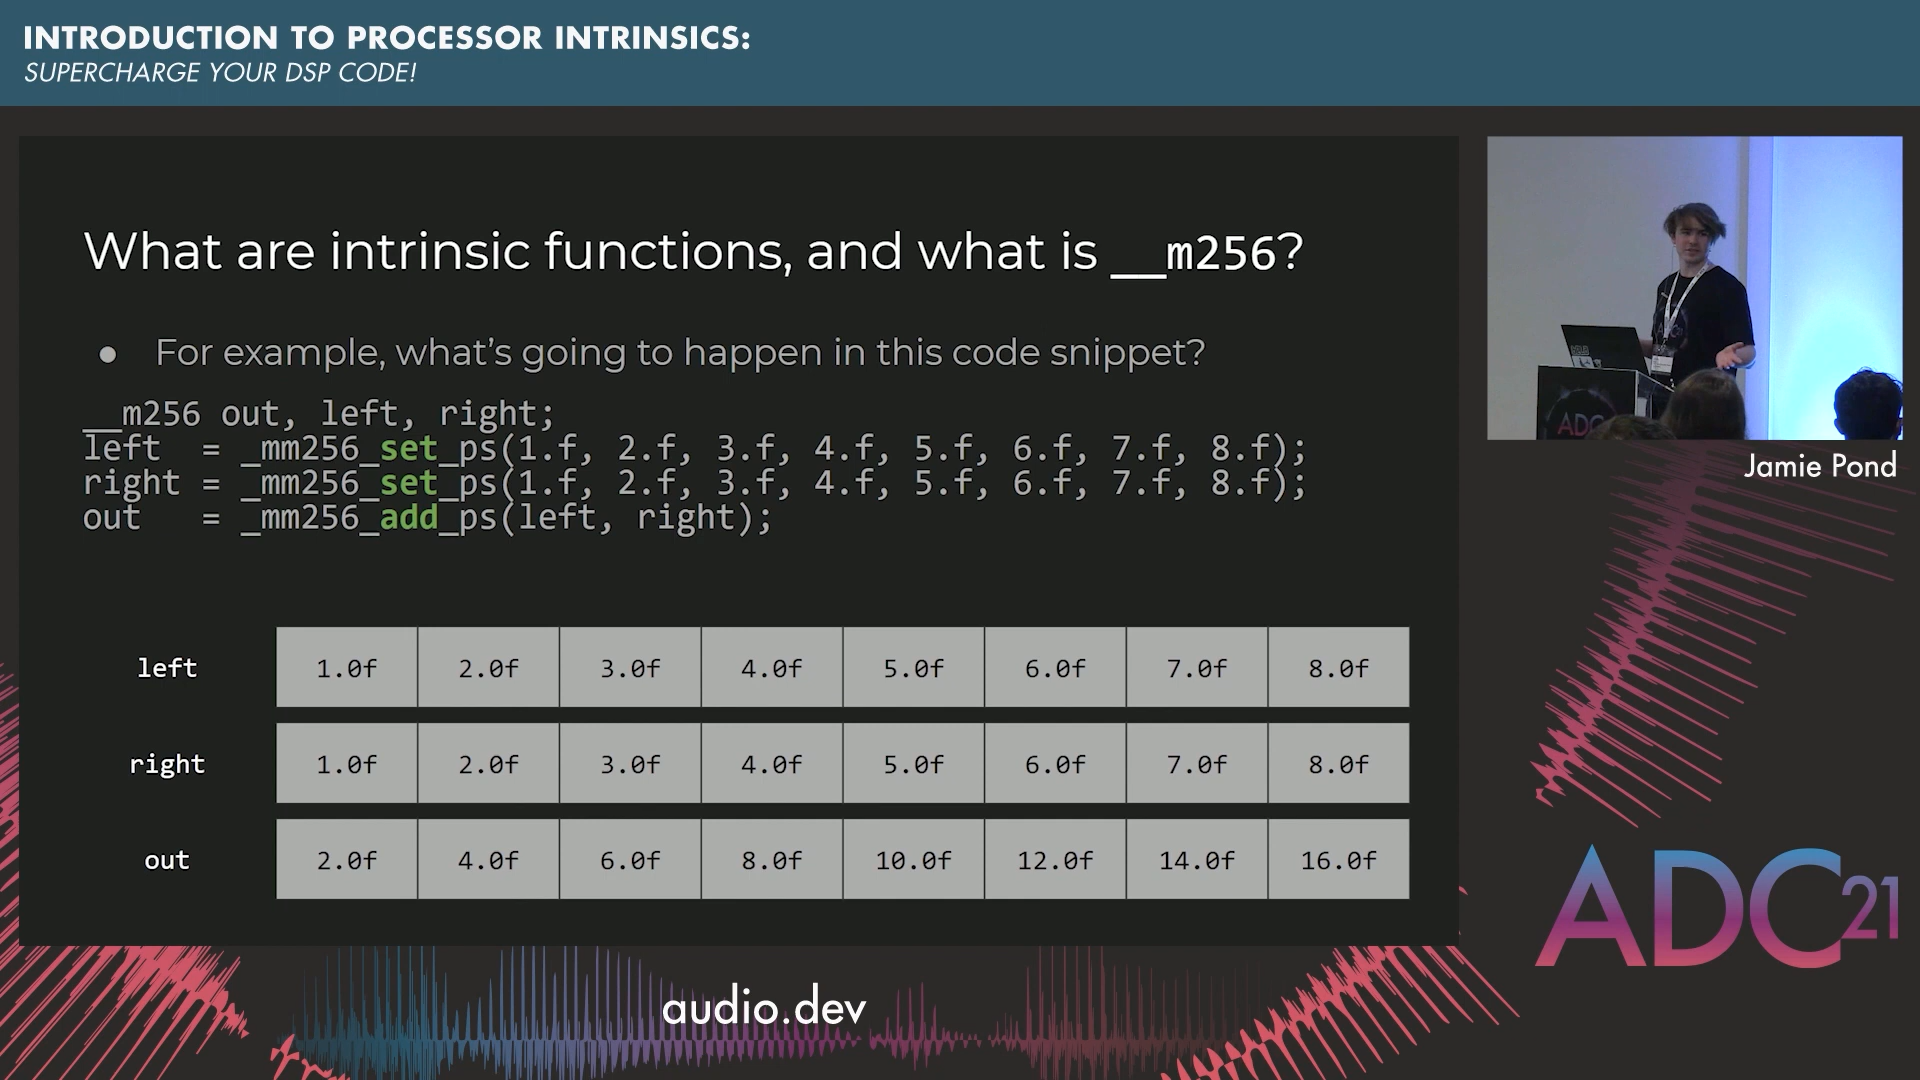 INTRODUCTION TO PROCESSOR INTRINSICS:
SUPERCHARGE YOUR DSP CODE!
What are intrinsic functions, and what is __m256?
● For example, what's going to happen in this code snippet?
__m256 out, left, right;
left  = _mm256_set_ps(1.f, 2.f, 3.f, 4.f, 5.f, 6.f, 7.f, 8.f);
right = _mm256_set_ps(1.f, 2.f, 3.f, 4.f, 5.f, 6.f, 7.f, 8.f);
out   = _mm256_add_ps(left, right);
left 1.0f 2.0f 3.0f 4.0f 5.0f 6.0f 7.0f 8.0f
right 1.0f 2.0f 3.0f 4.0f 5.0f 6.0f 7.0f 8.0f
out 2.0f 4.0f 6.0f 8.0f 10.0f 12.0f 14.0f 16.0f
ADC
Jamie Pond
ADC21
audio.dev